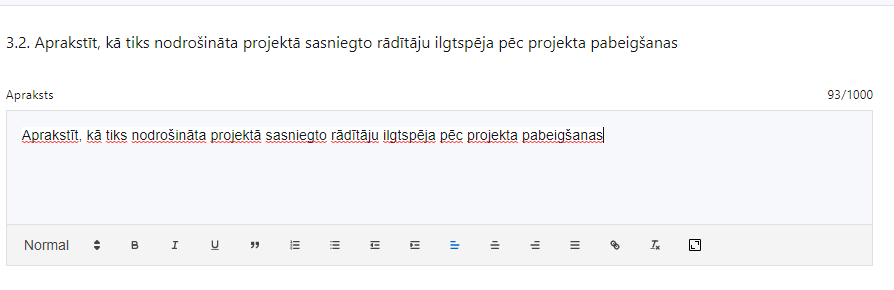 3.2. Aprakstīt, kā tiks nodrošināta projektā sasniegto rādītāju ilgtspēja pēc projekta pabeigšanas
Apraksts 93/1000
Aprakstīt, kā tiks nodrošināta projektā sasniegto rādītāju ilgtspēja pēc projekta pabeigšanas
Normal B I U